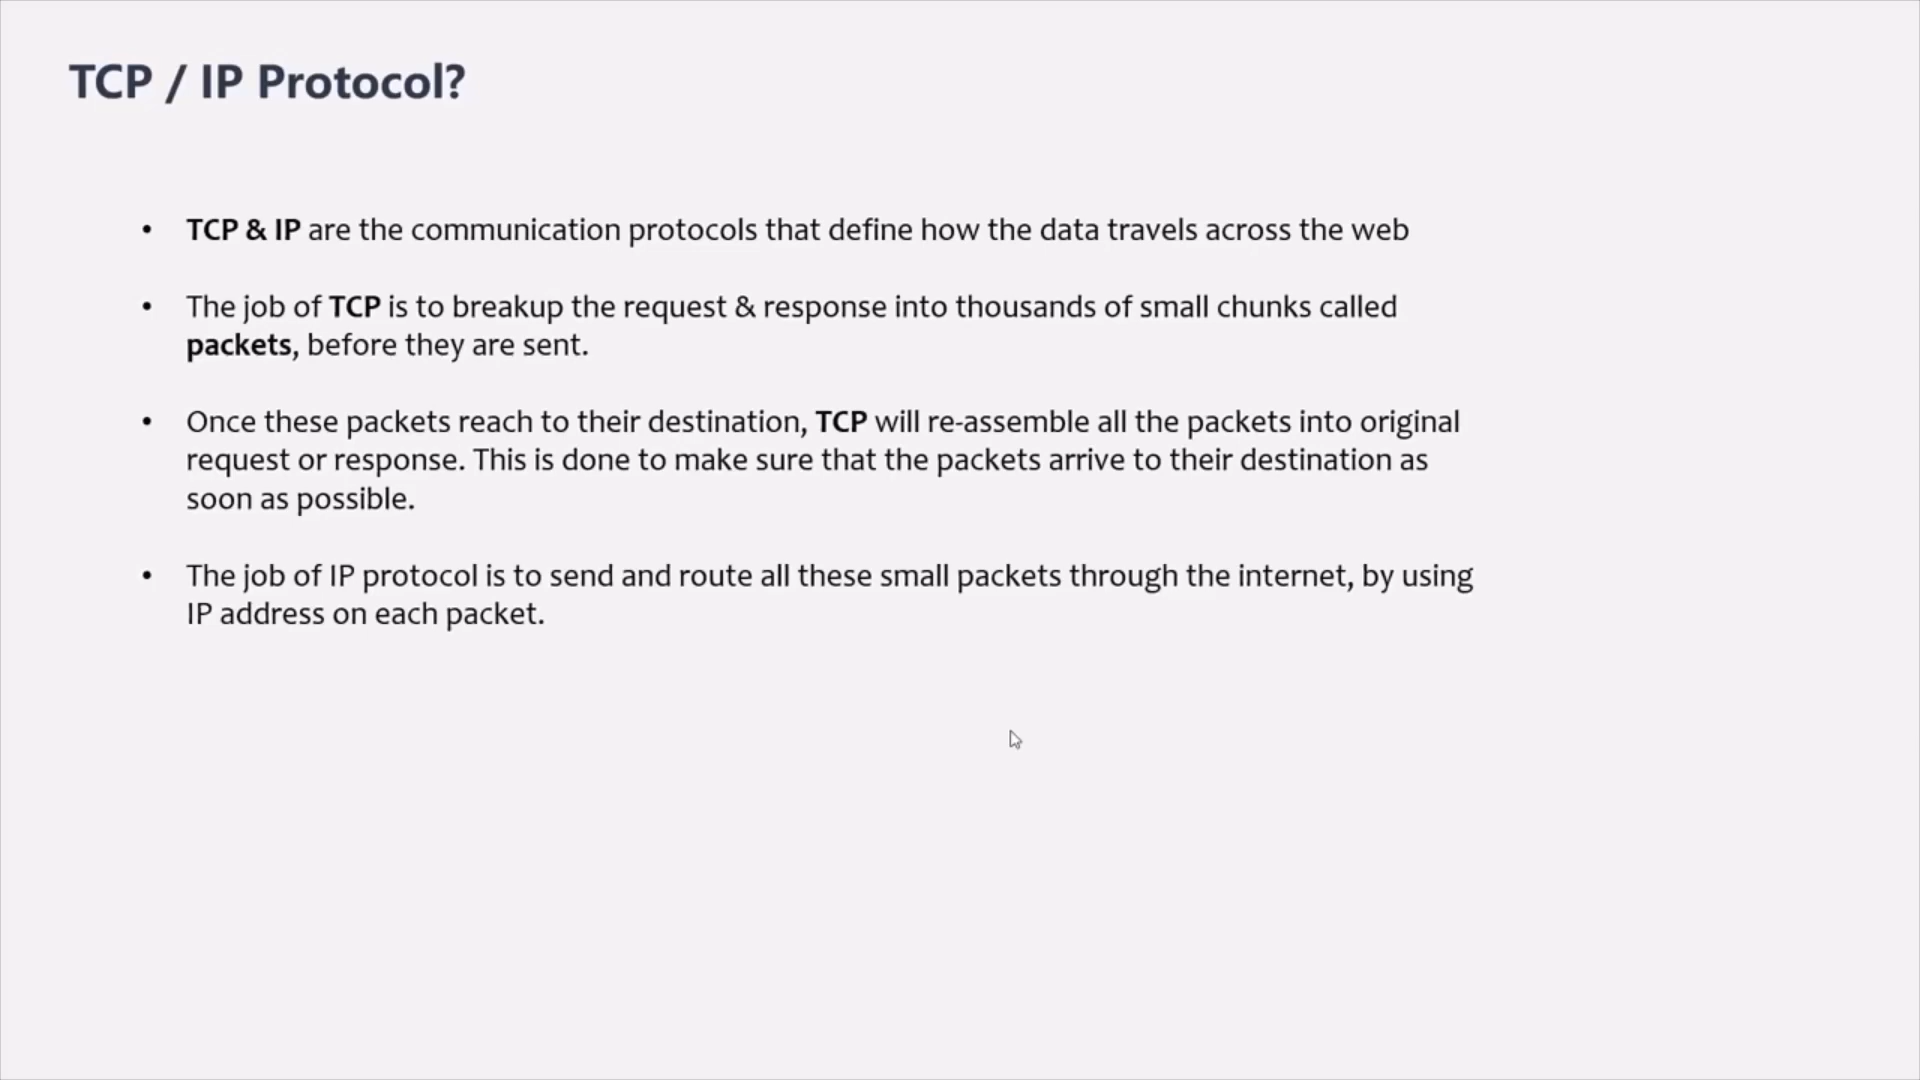 TCP / IP Protocol?
• TCP & IP are the communication protocols that define how the data travels across the web
• The job of TCP is to breakup the request & response into thousands of small chunks called
packets, before they are sent.
• Once these packets reach to their destination, TCP will re-assemble all the packets into original
request or response. This is done to make sure that the packets arrive to their destination as
soon as possible.
• The job of IP protocol is to send and route all these small packets through the internet, by using
IP address on each packet.